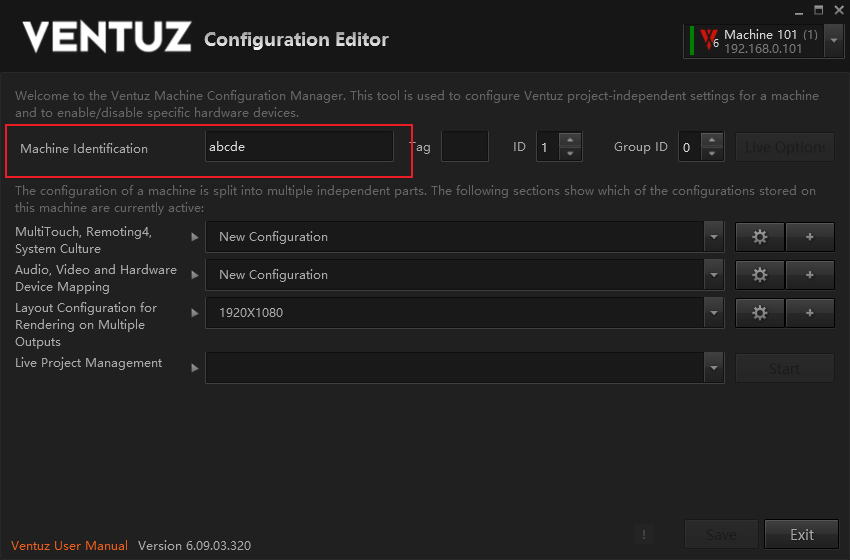 VENTUZ Configuration Editor
Machine 101 (1)
6
192.168.0.101
Welcome to the Ventuz Machine Configuration Manager. This tool is used to configure Ventuz project-independent settings for a machine
and to enable/disable specific hardware devices.
Machine Identification abcde Tag ID 1 Group ID 0 Live Options
The configuration of a machine is split into multiple independent parts. The following sections show which of the configurations stored on
this machine are currently active:
MultiTouch, Remoting4,
System Culture
New Configuration +
Audio, Video and Hardware
Device Mapping
New Configuration +
Layout Configuration for
Rendering on Multiple
Outputs
1920X1080 +
Live Project Management
Start
! Save Exit
Ventuz User Manual Version 6.09.03.320